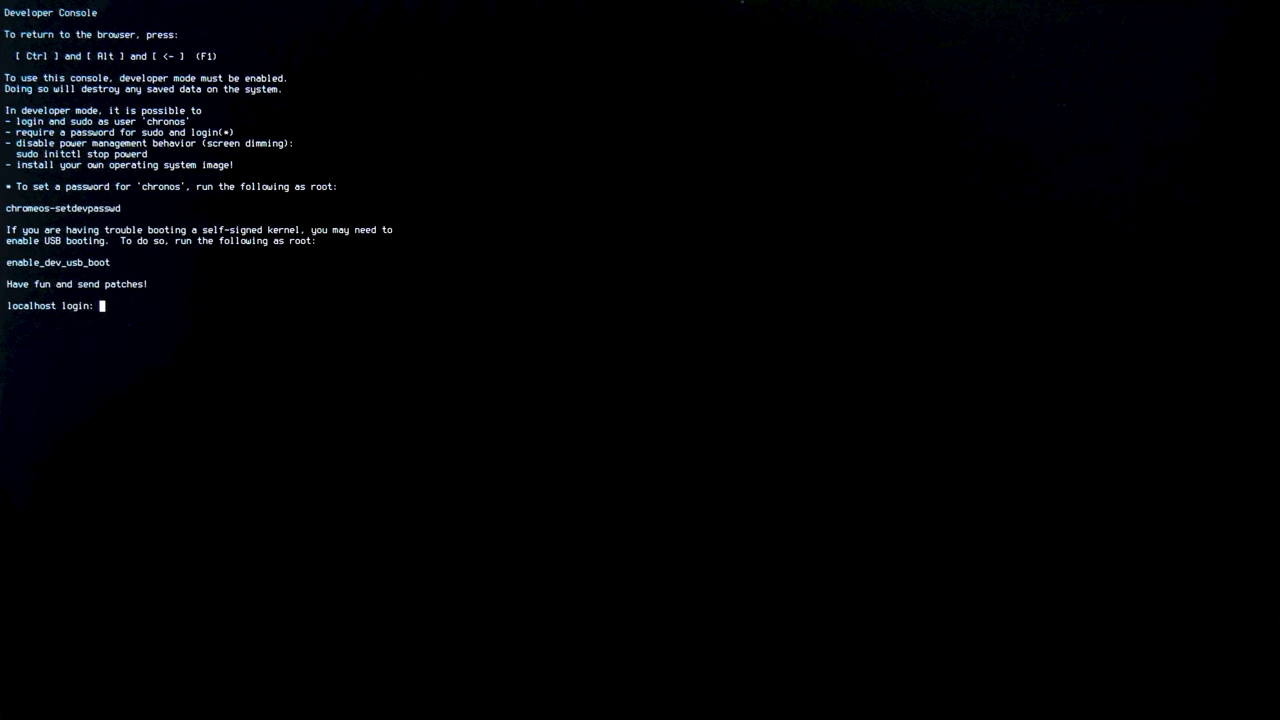 Developer Console
To return to the browser, press:
[ Ctrl ] and [ Alt ] and [ <- ] (F1)
To use this console, developer mode must be enabled.
Doing so will destroy any saved data on the system.
In developer mode, it is possible to
- login and sudo as user 'chronos'
- require a password for sudo and login(*)
- disable power management behavior (screen dimming):
sudo initctl stop powerd
- install your own operating system image!
* To set a password for 'chronos', run the following as root:
chromeos-setdevpasswd
If you are having trouble booting a self-signed kernel, you may need to
enable USB booting. To do so, run the following as root:
enable_dev_usb_boot
Have fun and send patches!
localhost login: